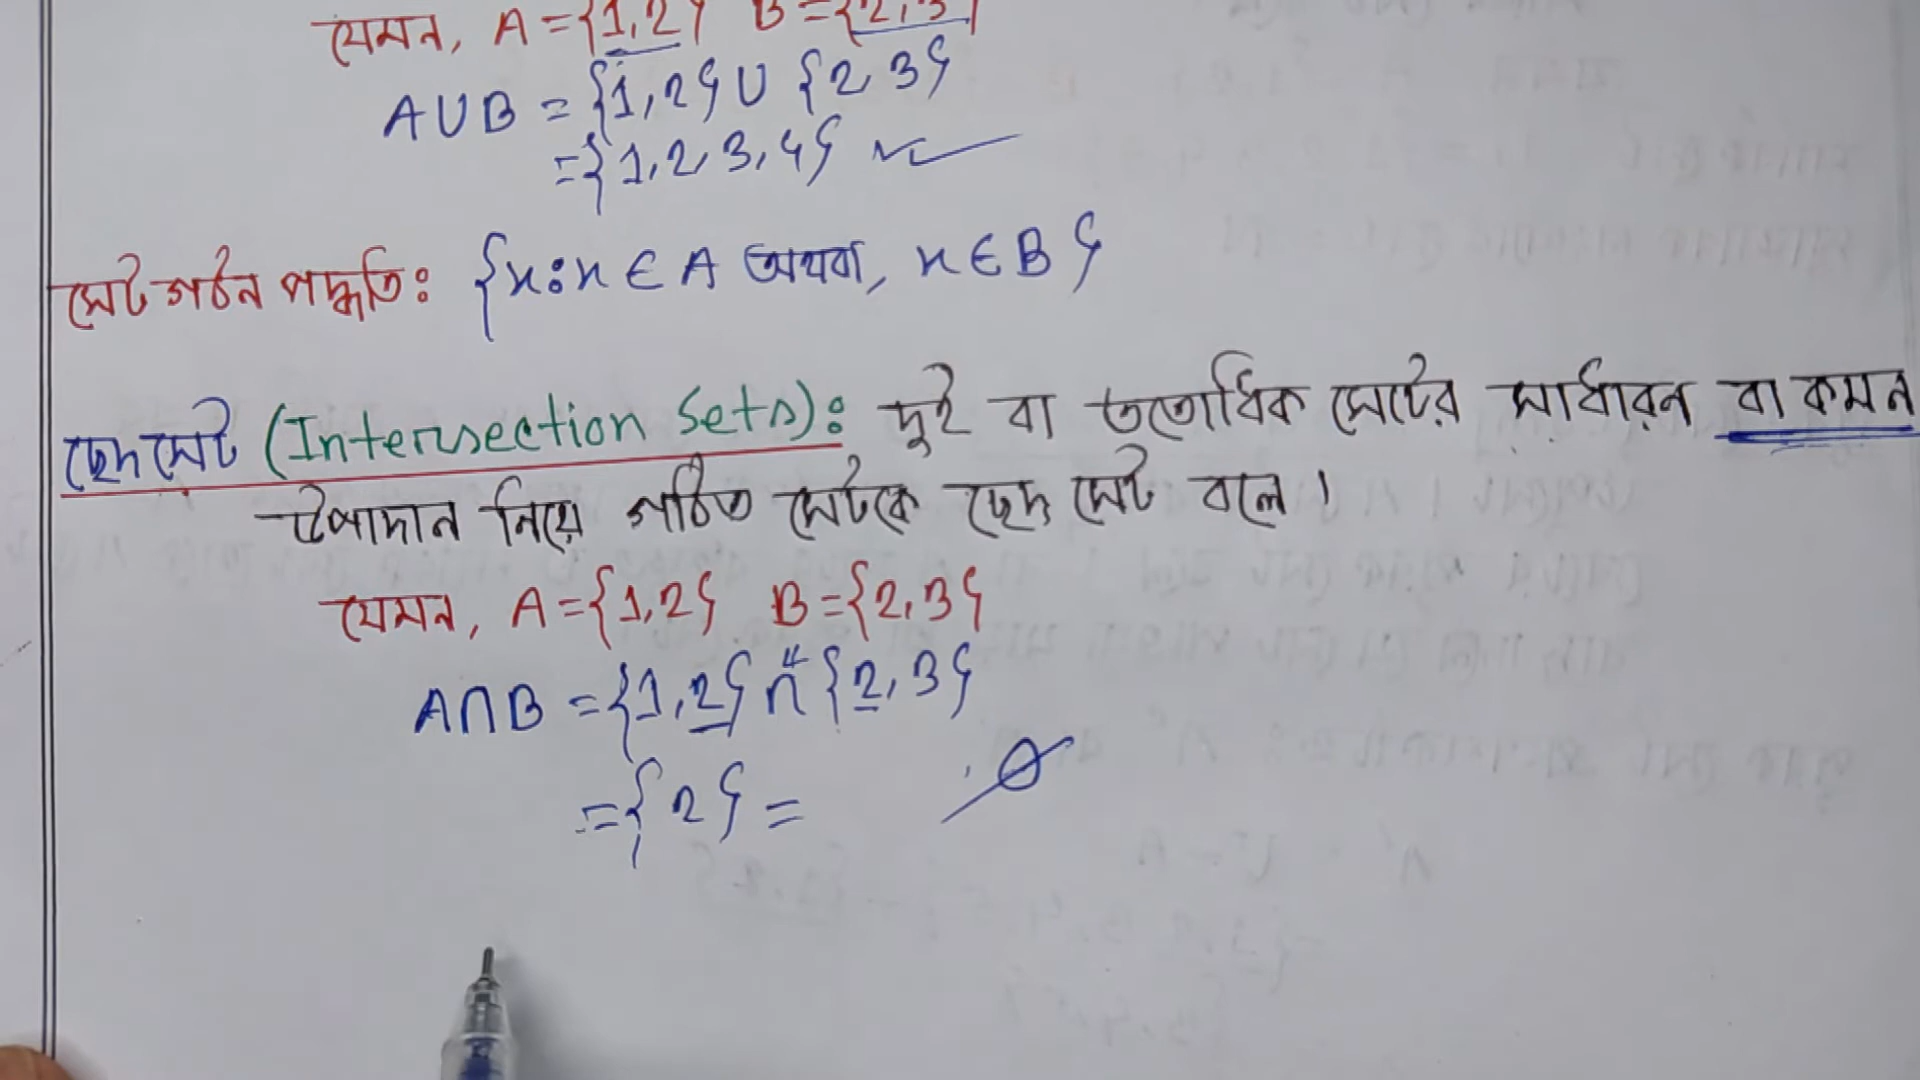 যেমন, A = {1,2} B = {2,3}
A∪B = {1,2} ∪ {2 3}
= {1,2 3,4}
সেট গঠন পদ্ধতি: {x:x ∈ A অথবা, x ∈ B}
ছেদ সেট (Intersection Sets): দুই বা ততোধিক সেটের সাধারন বা কমন
উপাদান নিয়ে গঠিত সেটকে ছেদ সেট বলে।
যেমন, A = {1,2} B = {2,3}
A∩B = {1,2} ∩ {2,3}
= {2} = Ø